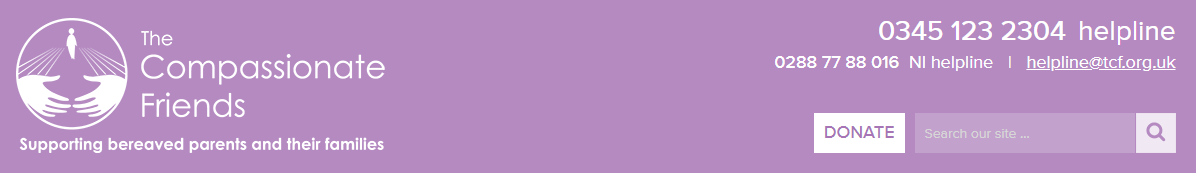 The
Compassionate
Friends
Supporting bereaved parents and their families
0345 123 2304 helpline
0288 77 88 016 NI helpline | helpline@tcf.org.uk
DONATE
Search our site ...